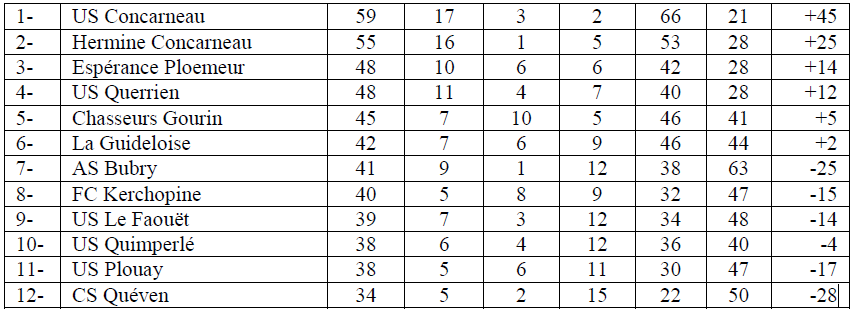 1- US Concarneau 59 17 3 2 66 21 +45
2- Hermine Concarneau 55 16 1 5 53 28 +25
3- Espérance Ploemeur 48 10 6 6 42 28 +14
4- US Querrien 48 11 4 7 40 28 +12
5- Chasseurs Gourin 45 7 10 5 46 41 +5
6- La Guideloise 42 7 6 9 46 44 +2
7- AS Bubry 41 9 1 12 38 63 -25
8- FC Kerchopine 40 5 8 9 32 47 -15
9- US Le Faouët 39 7 3 12 34 48 -14
10- US Quimperlé 38 6 4 12 36 40 -4
11- US Plouay 38 5 6 11 30 47 -17
12- CS Quéven 34 5 2 15 22 50 -28